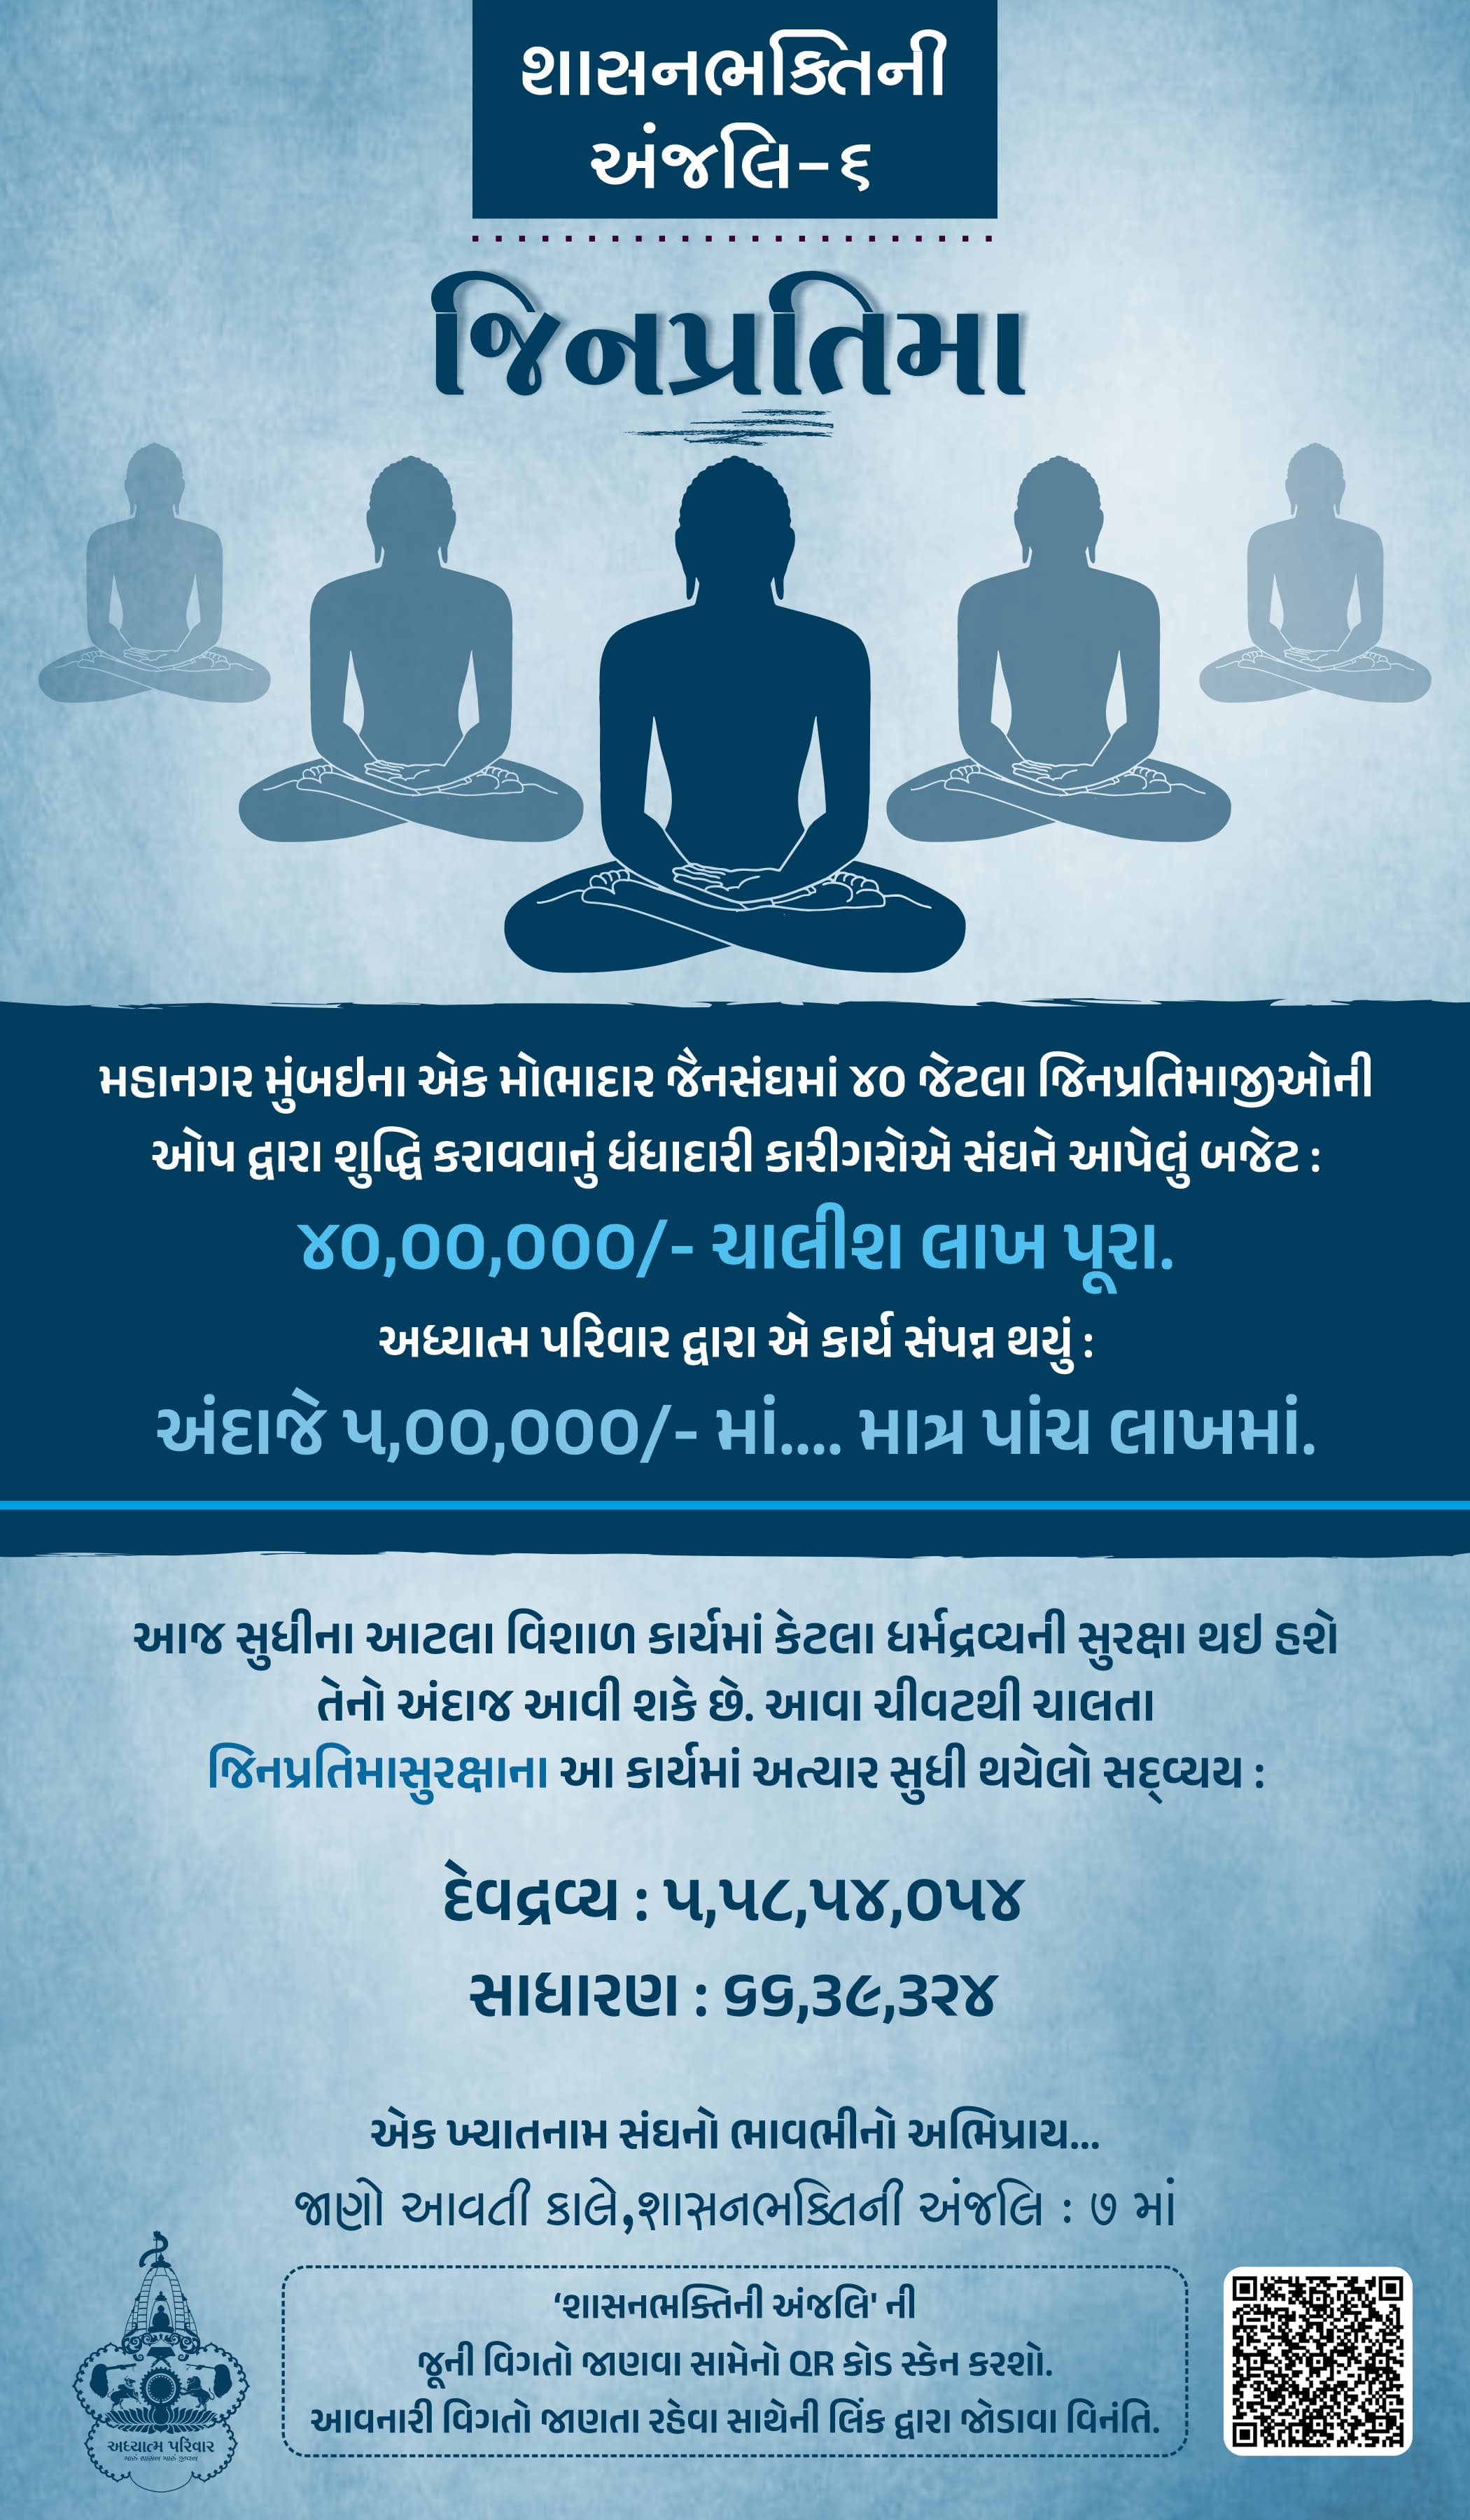 શાસનભક્તિની
અંજલિ–૬
જિનપ્રતિમા
મહાનગર મુંબઇના એક મોભાદાર જૈનસંઘમાં ૪૦ જેટલા જિનપ્રતિમાજીઓની
ઓપ દ્વારા શુદ્ધિ કરાવવાનું ધંધાદારી કારીગરોએ સંઘને આપેલું બજેટ :
૪૦,૦૦,૦૦૦/- ચાલીશ લાખ પૂરા.
અધ્યાત્મ પરિવાર દ્વારા એ કાર્ય સંપન્ન થયું :
અંદાજે ૫,૦૦,૦૦૦/- માં.... માત્ર પાંચ લાખમાં.
આજ સુધીના આટલા વિશાળ કાર્યમાં કેટલા ધર્મદ્રવ્યની સુરક્ષા થઇ હશે
તેનો અંદાજ આવી શકે છે. આવા ચીવટથી ચાલતા
જિનપ્રતિમાસુરક્ષાના આ કાર્યમાં અત્યાર સુધી થયેલો સદ્‌વ્યય :
દેવદ્રવ્ય : ૫,૫૮,૫૪,૦૫૪
સાધારણ : ૬૬,૩૯,૩૨૪
એક ખ્યાતનામ સંઘનો ભાવભીનો અભિપ્રાય...
જાણો આવતી કાલે,શાસનભક્તિની અંજલિ : ૭ માં
‘શાસનભક્તિની અંજલિ' ની
જૂની વિગતો જાણવા સામેનો QR કોડ સ્કેન કરશો.
આવનારી વિગતો જાણતા રહેવા સાથેની લિંક દ્વારા જોડાવા વિનંતિ.
અધ્યાત્મ પરિવાર
મારું શાસન મારું જીવન